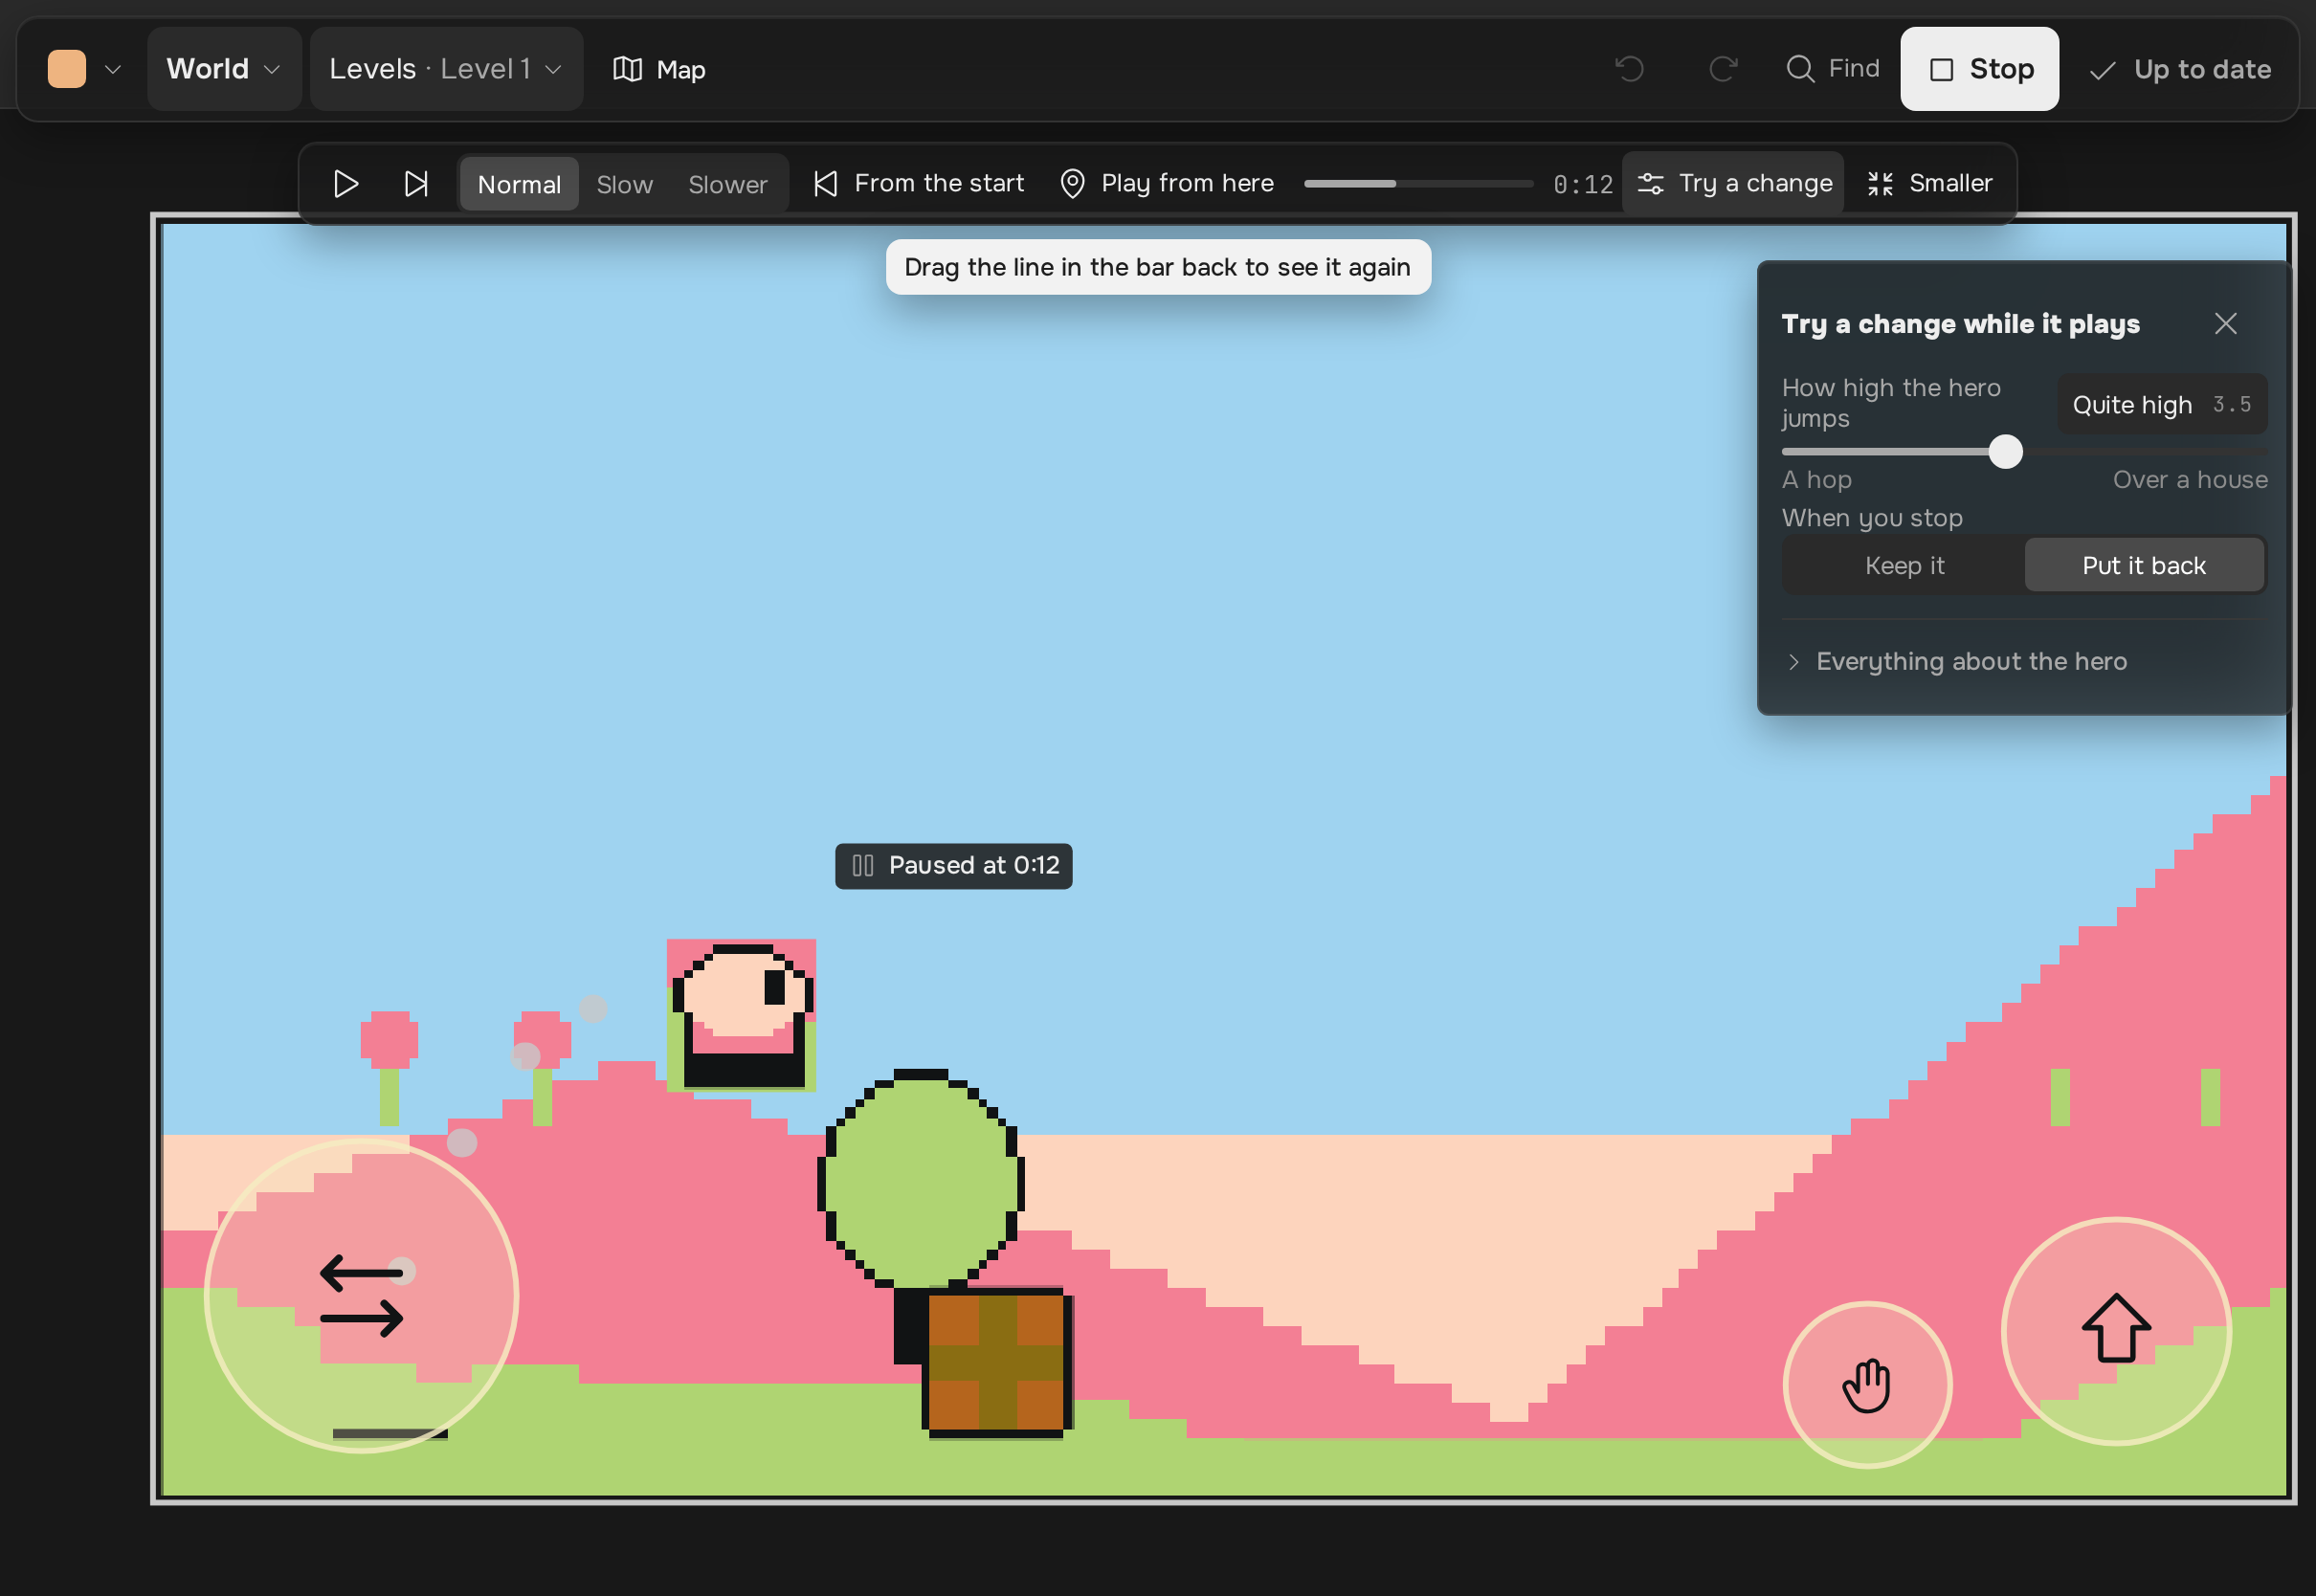 World
Levels · Level 1
Map
Find
Stop
Up to date
Normal
Slow
Slower
From the start
Play from here
0:12
Try a change
Smaller
Drag the line in the bar back to see it again
Try a change while it plays
How high the hero
jumps
Quite high 3.5
A hop
Over a house
When you stop
Keep it
Put it back
Everything about the hero
Paused at 0:12